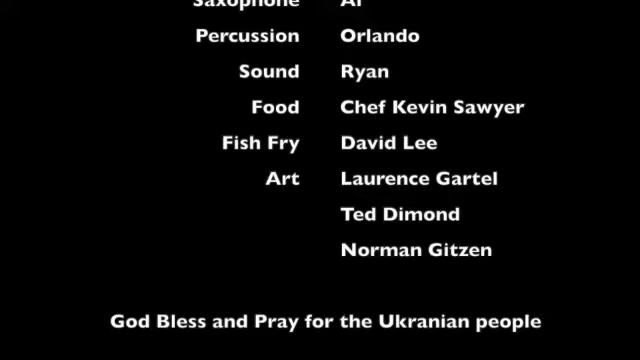 Saxophone Al
Percussion Orlando
Sound Ryan
Food Chef Kevin Sawyer
Fish Fry David Lee
Art Laurence Gartel
Ted Dimond
Norman Gitzen
God Bless and Pray for the Ukranian people